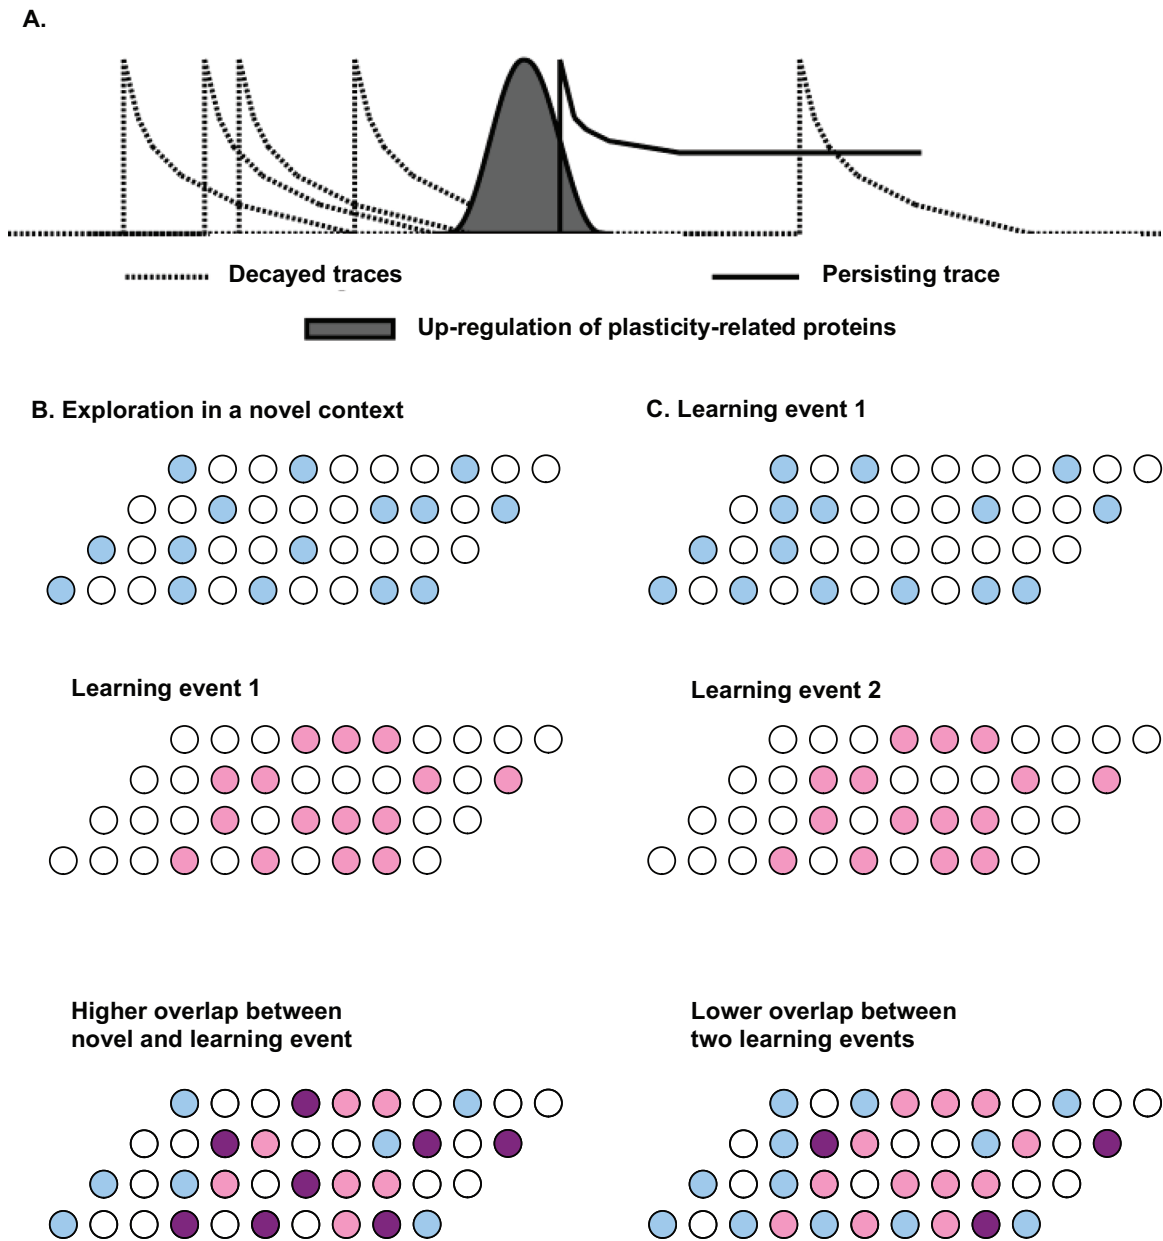 A.
Decayed traces
Persisting trace
Up-regulation of plasticity-related proteins
B. Exploration in a novel context
C. Learning event 1
Learning event 1
Learning event 2
Higher overlap between
novel and learning event
Lower overlap between
two learning events